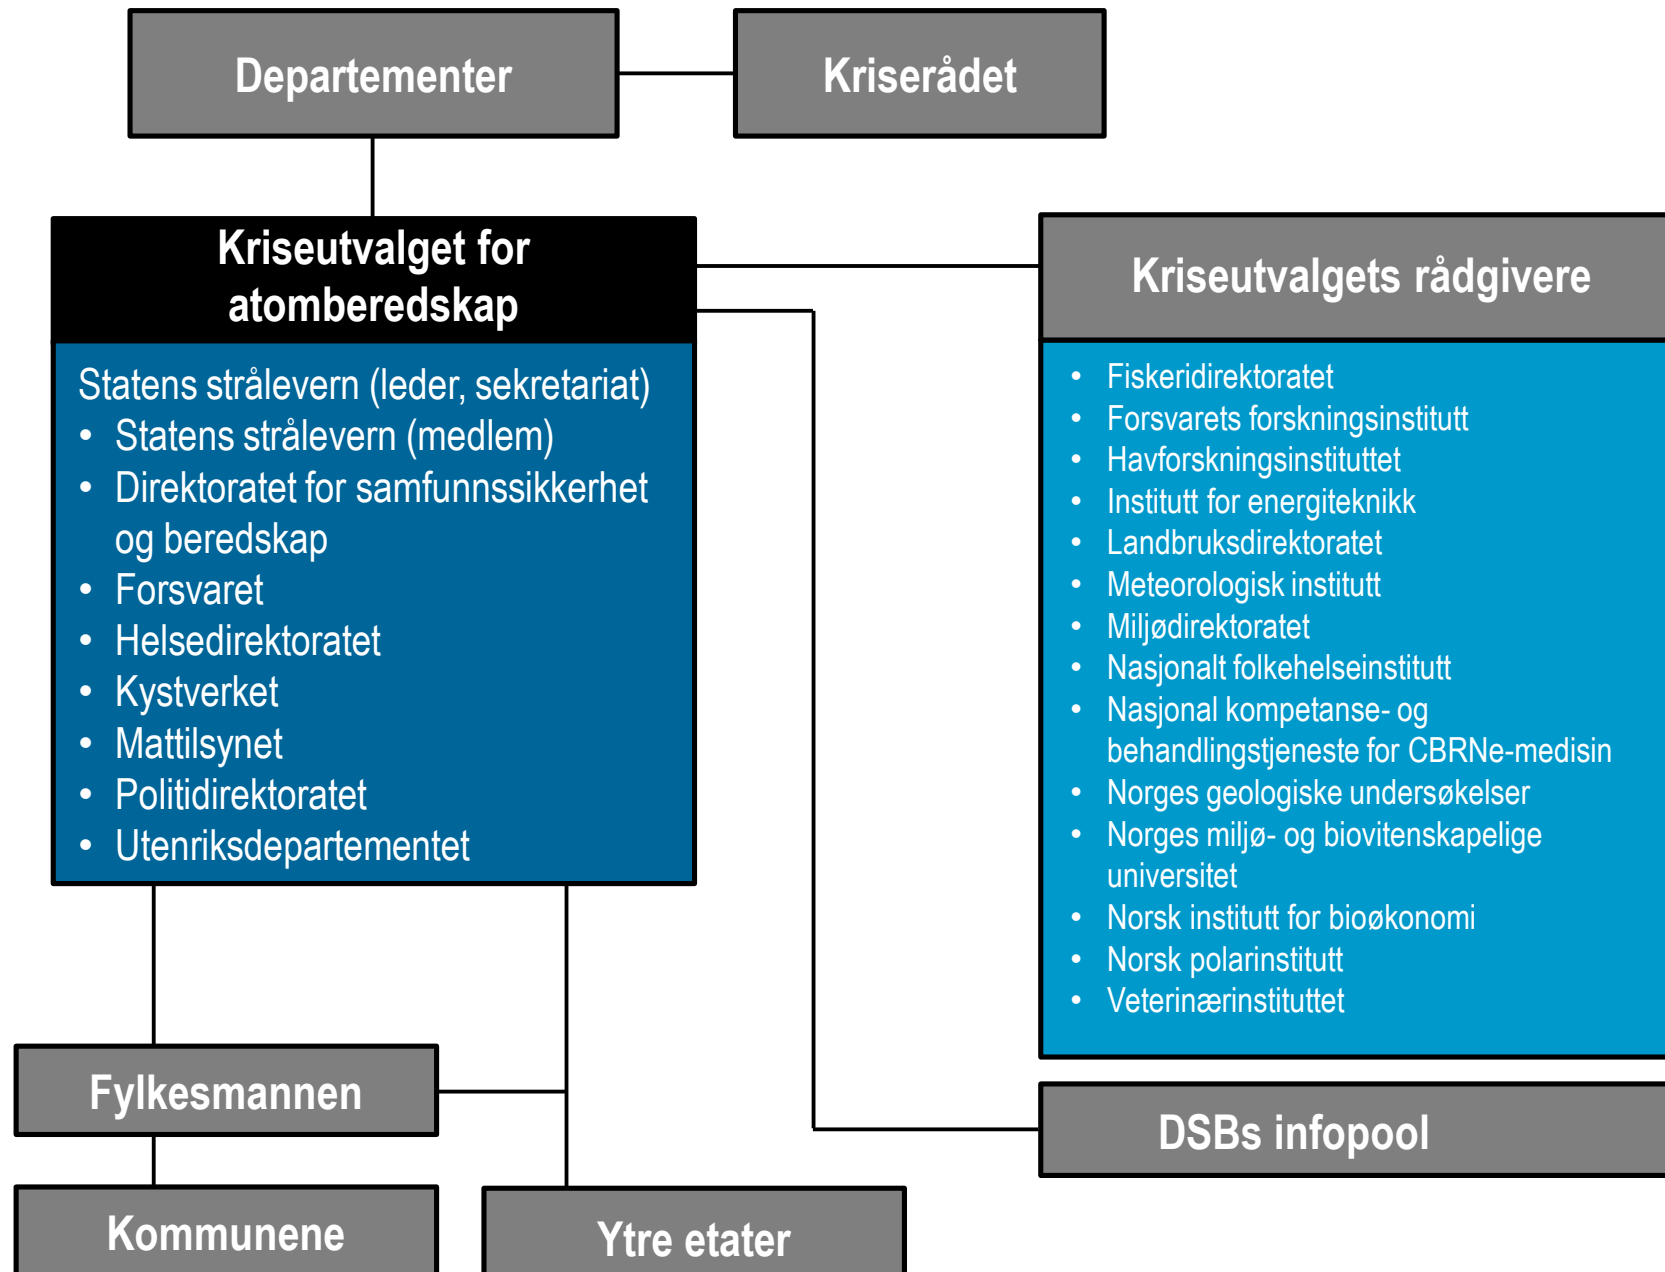 Departementer
Kriserådet
Kriseutvalget for
atomberedskap
Statens strålevern (leder, sekretariat)
• Statens strålevern (medlem)
• Direktoratet for samfunnssikkerhet
og beredskap
• Forsvaret
• Helsedirektoratet
• Kystverket
• Mattilsynet
• Politidirektoratet
• Utenriksdepartementet
Kriseutvalgets rådgivere
• Fiskeridirektoratet
• Forsvarets forskningsinstitutt
• Havforskningsinstituttet
• Institutt for energiteknikk
• Landbruksdirektoratet
• Meteorologisk institutt
• Miljødirektoratet
• Nasjonalt folkehelseinstitutt
• Nasjonal kompetanse- og
behandlingstjeneste for CBRNe-medisin
• Norges geologiske undersøkelser
• Norges miljø- og biovitenskapelige
universitet
• Norsk institutt for bioøkonomi
• Norsk polarinstitutt
• Veterinærinstituttet
Fylkesmannen
DSBs infopool
Kommunene
Ytre etater